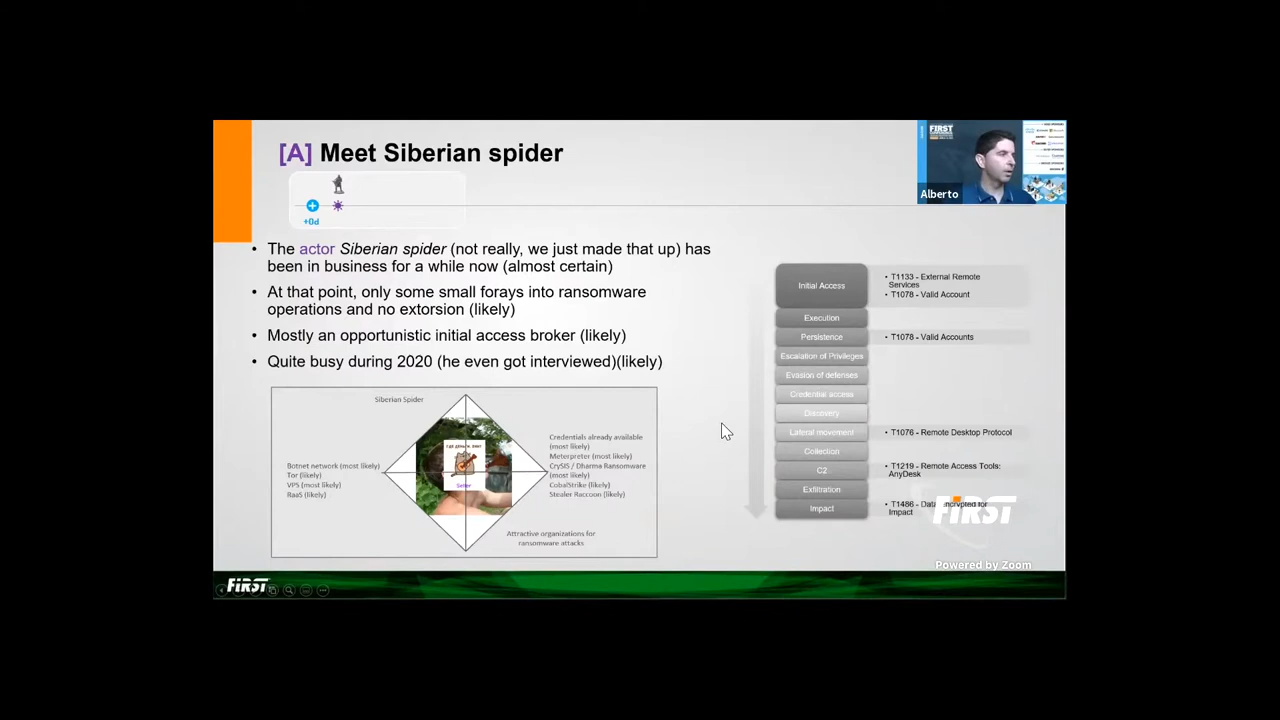 [A] Meet Siberian spider
+0d
FIRST
Alberto
• The actor Siberian spider (not really, we just made that up) has
been in business for a while now (almost certain)
• At that point, only some small forays into ransomware
operations and no extorsion (likely)
• Mostly an opportunistic initial access broker (likely)
• Quite busy during 2020 (he even got interviewed)(likely)
Siberian Spider
Botnet network (most likely)
Tor (likely)
VPS (most likely)
RaaS (likely)
Credentials already available
(most likely)
Meterpreter (most likely)
CrySIS / Dharma Ransomware
(most likely)
CobalStrike (likely)
Stealer Raccoon (likely)
Attractive organizations for
ransomware attacks
Initial Access
• T1133 - External Remote
Services
• T1078 - Valid Account
Execution
Persistence
• T1078 - Valid Accounts
Escalation of Privileges
Evasion of defenses
Credential access
Discovery
Lateral movement
• T1076 - Remote Desktop Protocol
Collection
C2
• T1219 - Remote Access Tools:
AnyDesk
Exfiltration
Impact
• T1486 - Data Encrypted for
Impact
FIRST
Powered by Zoom
FIRST